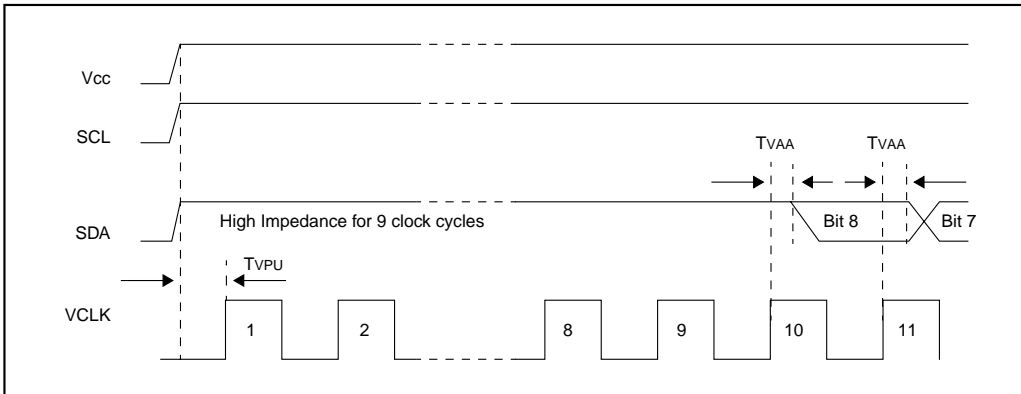 Vcc
SCL
TVAA TVAA
High Impedance for 9 clock cycles
SDA
Bit 8 Bit 7
TVPU
VCLK
1 2 8 9 10 11